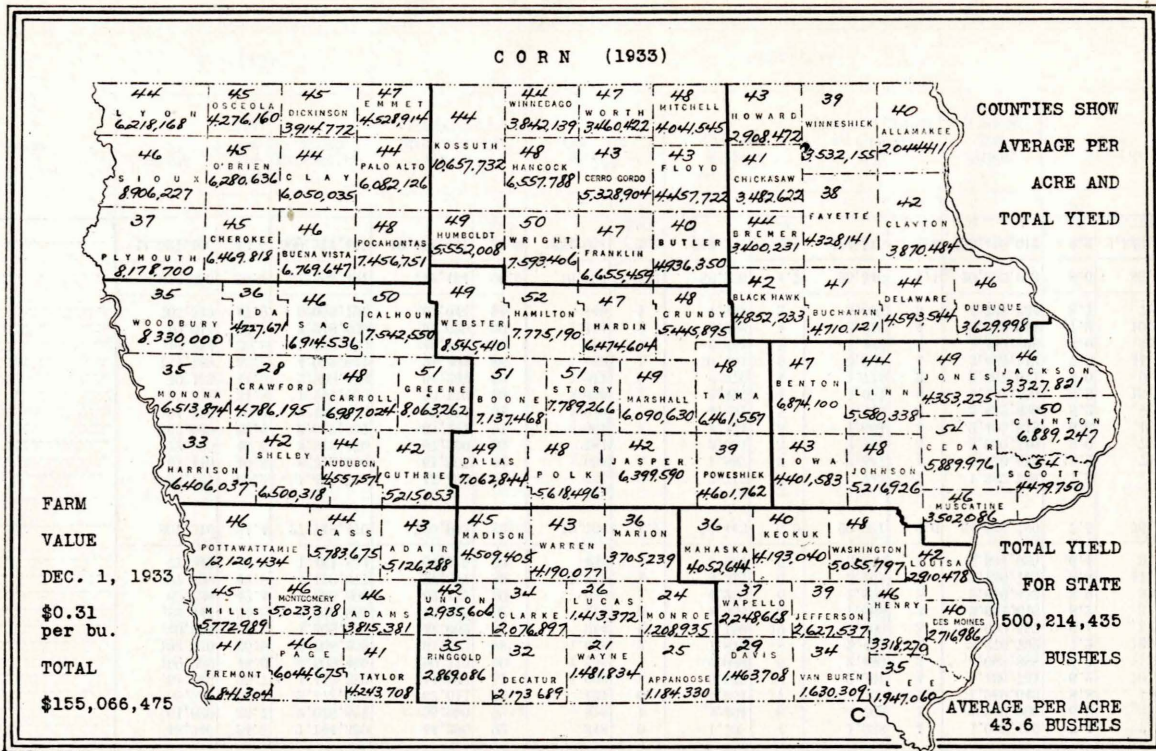 CORN (1933)
COUNTIES SHOW
AVERAGE PER
ACRE AND
TOTAL YIELD
44
LYON
6,218,168
45
OSCEOLA
4,276,160
45
DICKINSON
3,914,772
47
EMMET
4,528,914
44
KOSSUTH
10,657,732
44
WINNEBAGO
3,842,139
47
WORTH
3,460,422
48
MITCHELL
4,041,545
43
HOWARD
2,908,472
39
WINNESHIEK
3,532,155
40
ALLAMAKEE
2,044,411
46
SIOUX
8,906,227
45
O'BRIEN
6,280,636
44
CLAY
6,050,035
44
PALO ALTO
6,082,126
48
HANCOCK
6,557,788
43
CERRO GORDO
5,328,904
43
FLOYD
4,457,722
41
CHICKASAW
3,482,622
37
PLYMOUTH
8,178,700
45
CHEROKEE
6,469,818
46
BUENA VISTA
6,769,647
48
POCAHONTAS
7,456,751
49
HUMBOLDT
5,552,008
50
WRIGHT
7,593,406
47
FRANKLIN
6,655,459
40
BUTLER
4,936,350
44
BREMER
3,400,231
38
FAYETTE
4,328,141
42
CLAYTON
3,870,484
35
WOODBURY
8,330,000
36
IDA
4,227,671
46
SAC
6,914,536
50
CALHOUN
7,542,550
49
WEBSTER
8,545,410
52
HAMILTON
7,775,190
47
HARDIN
6,474,604
48
GRUNDY
5,445,895
42
BLACK HAWK
4,852,233
41
BUCHANAN
4,710,121
44
DELAWARE
4,593,544
46
DUBUQUE
3,629,998
35
MONONA
6,513,874
28
CRAWFORD
4,786,195
48
CARROLL
6,987,024
51
GREENE
8,063,262
51
BOONE
7,137,468
51
STORY
7,789,266
49
MARSHALL
6,090,630
48
TAMA
6,461,557
47
BENTON
6,874,100
44
LINN
5,580,338
49
JONES
4,353,225
46
JACKSON
3,327,821
50
CLINTON
6,889,247
33
HARRISON
6,406,037
42
SHELBY
6,500,318
44
AUDUBON
4,557,57
42
GUTHRIE
5,215,053
49
DALLAS
7,062,844
48
POLK
5,618,496
42
JASPER
6,399,590
39
POWESHIEK
4,601,762
43
IOWA
4,401,583
48
JOHNSON
5,216,926
CEDAR
5,889,976
54
SCOTT
4,479,750
46
MUSCATINE
3,502,086
46
POTTAWATTAMIE
12,120,434
44
CASS
5,783,675
43
ADAIR
5,126,288
45
MADISON
4,509,405
43
WARREN
4,190,077
36
MARION
3,705,239
36
MAHASKA
4,052,644
40
KEOKUK
4,193,040
48
WASHINGTON
5,055,797
42
LOUISA
2,910,478
45
MILLS
5,772,989
46
MONTGOMERY
5,023,318
46
ADAMS
3,815,381
42
UNION
2,935,606
34
CLARKE
2,076,897
26
LUCAS
1,413,372
24
MONROE
1,208,935
37
WAPELLO
2,248,668
39
JEFFERSON
2,627,537
46
HENRY
3,318,270
40
DES MOINES
2,716,986
41
FREMONT
6,841,304
46
PAGE
6,044,675
41
TAYLOR
4,243,708
35
RINGGOLD
2,869,086
32
DECATUR
2,173,689
21
WAYNE
1,481,834
25
APPANOOSE
1,184,330
29
DAVIS
1,463,708
34
VAN BUREN
1,630,309
35
LEE
1,947,060
C
FARM
VALUE
DEC. 1, 1933
$0.31
per bu.
TOTAL
$155,066,475
TOTAL YIELD
FOR STATE
500,214,435
BUSHELS
AVERAGE PER ACRE
43.6 BUSHELS